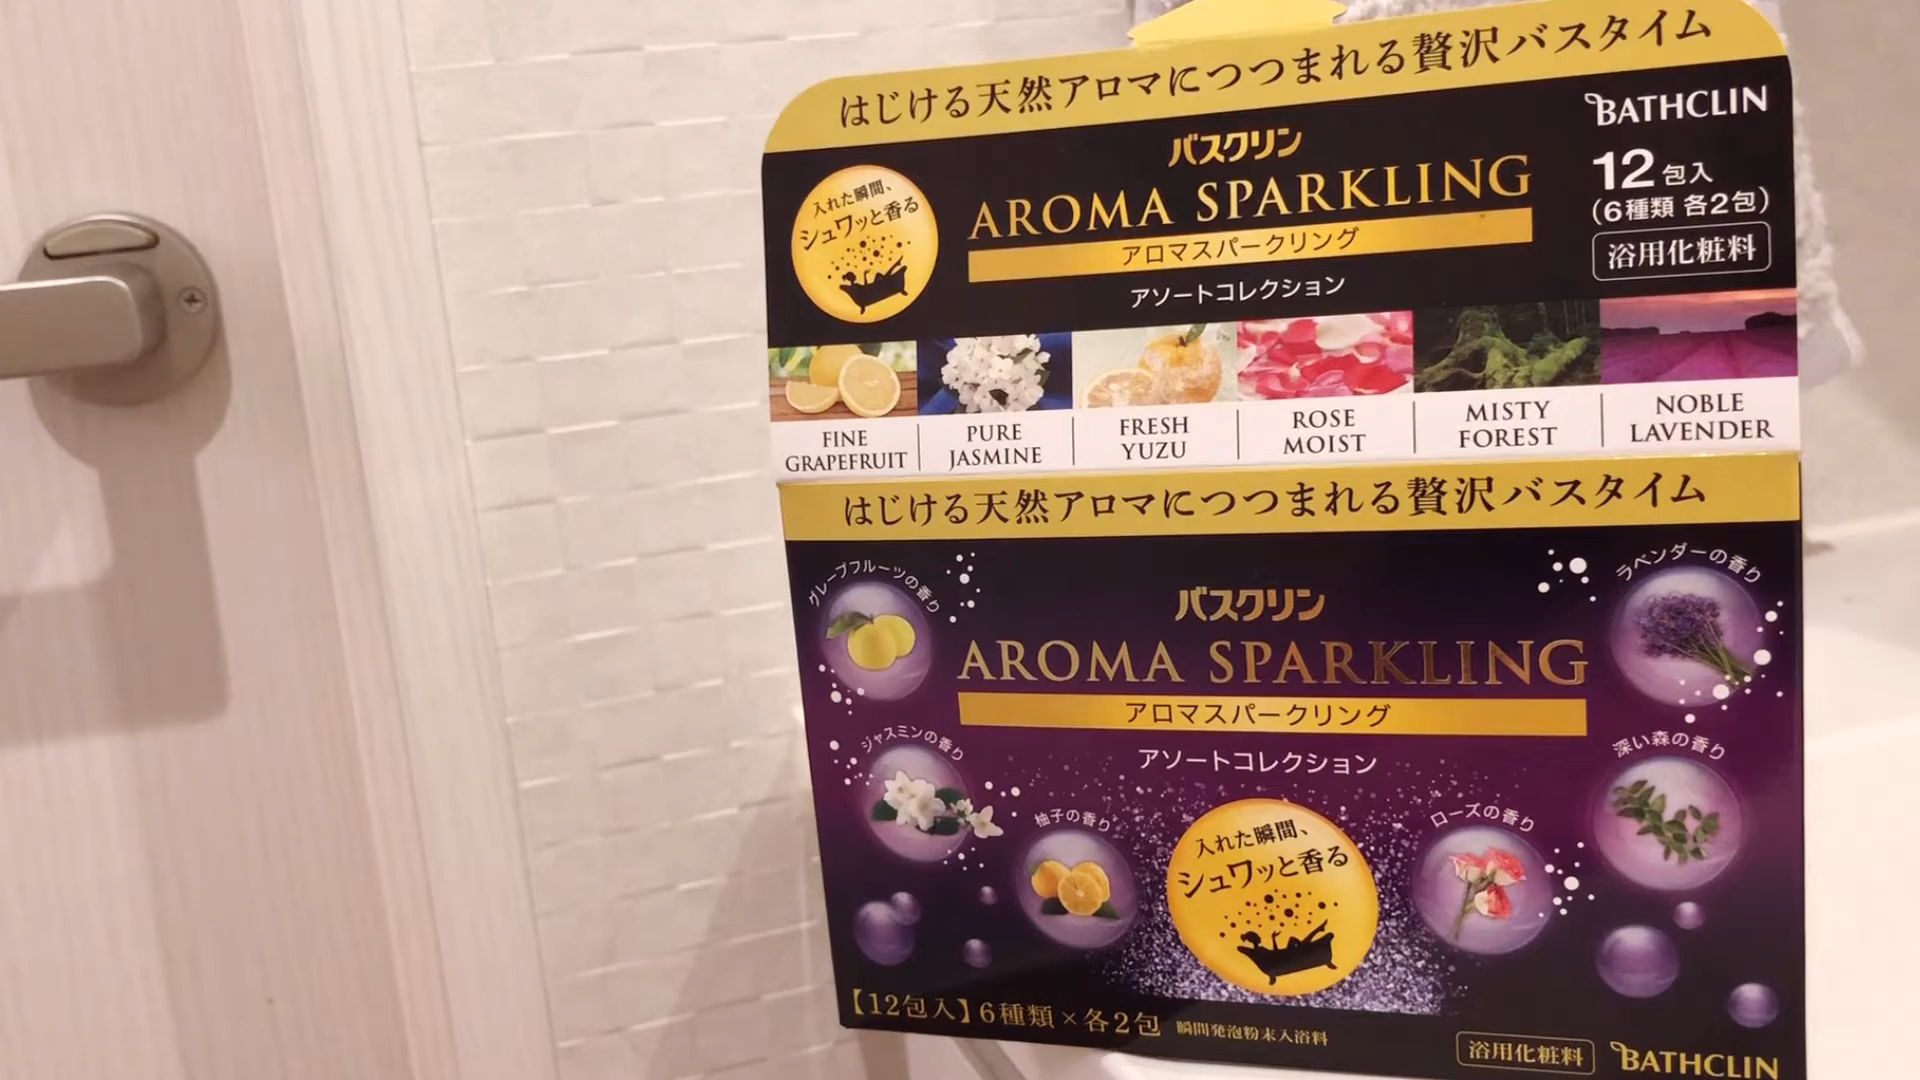 はじける天然アロマにつつまれる贅沢バスタイム
BATHCLIN
バスクリン
AROMA SPARKLING
アロマスパークリング
アソートコレクション
入れた瞬間、
シュワッと香る
12包入
(6種類 各2包)
浴用化粧料
FINE
GRAPEFRUIT
PURE
JASMINE
FRESH
YUZU
ROSE
MOIST
MISTY
FOREST
NOBLE
LAVENDER
はじける天然アロマにつつまれる贅沢バスタイム
グレープフルーツの香り
ラベンダーの香り
バスクリン
AROMA SPARKLING
アロマスパークリング
アソートコレクション
ジャスミンの香り
深い森の香り
柚子の香り
ローズの香り
入れた瞬間、
シュワッと香る
【12包入】6種類×各2包 瞬間発泡粉末入浴料
浴用化粧料
BATHCLIN